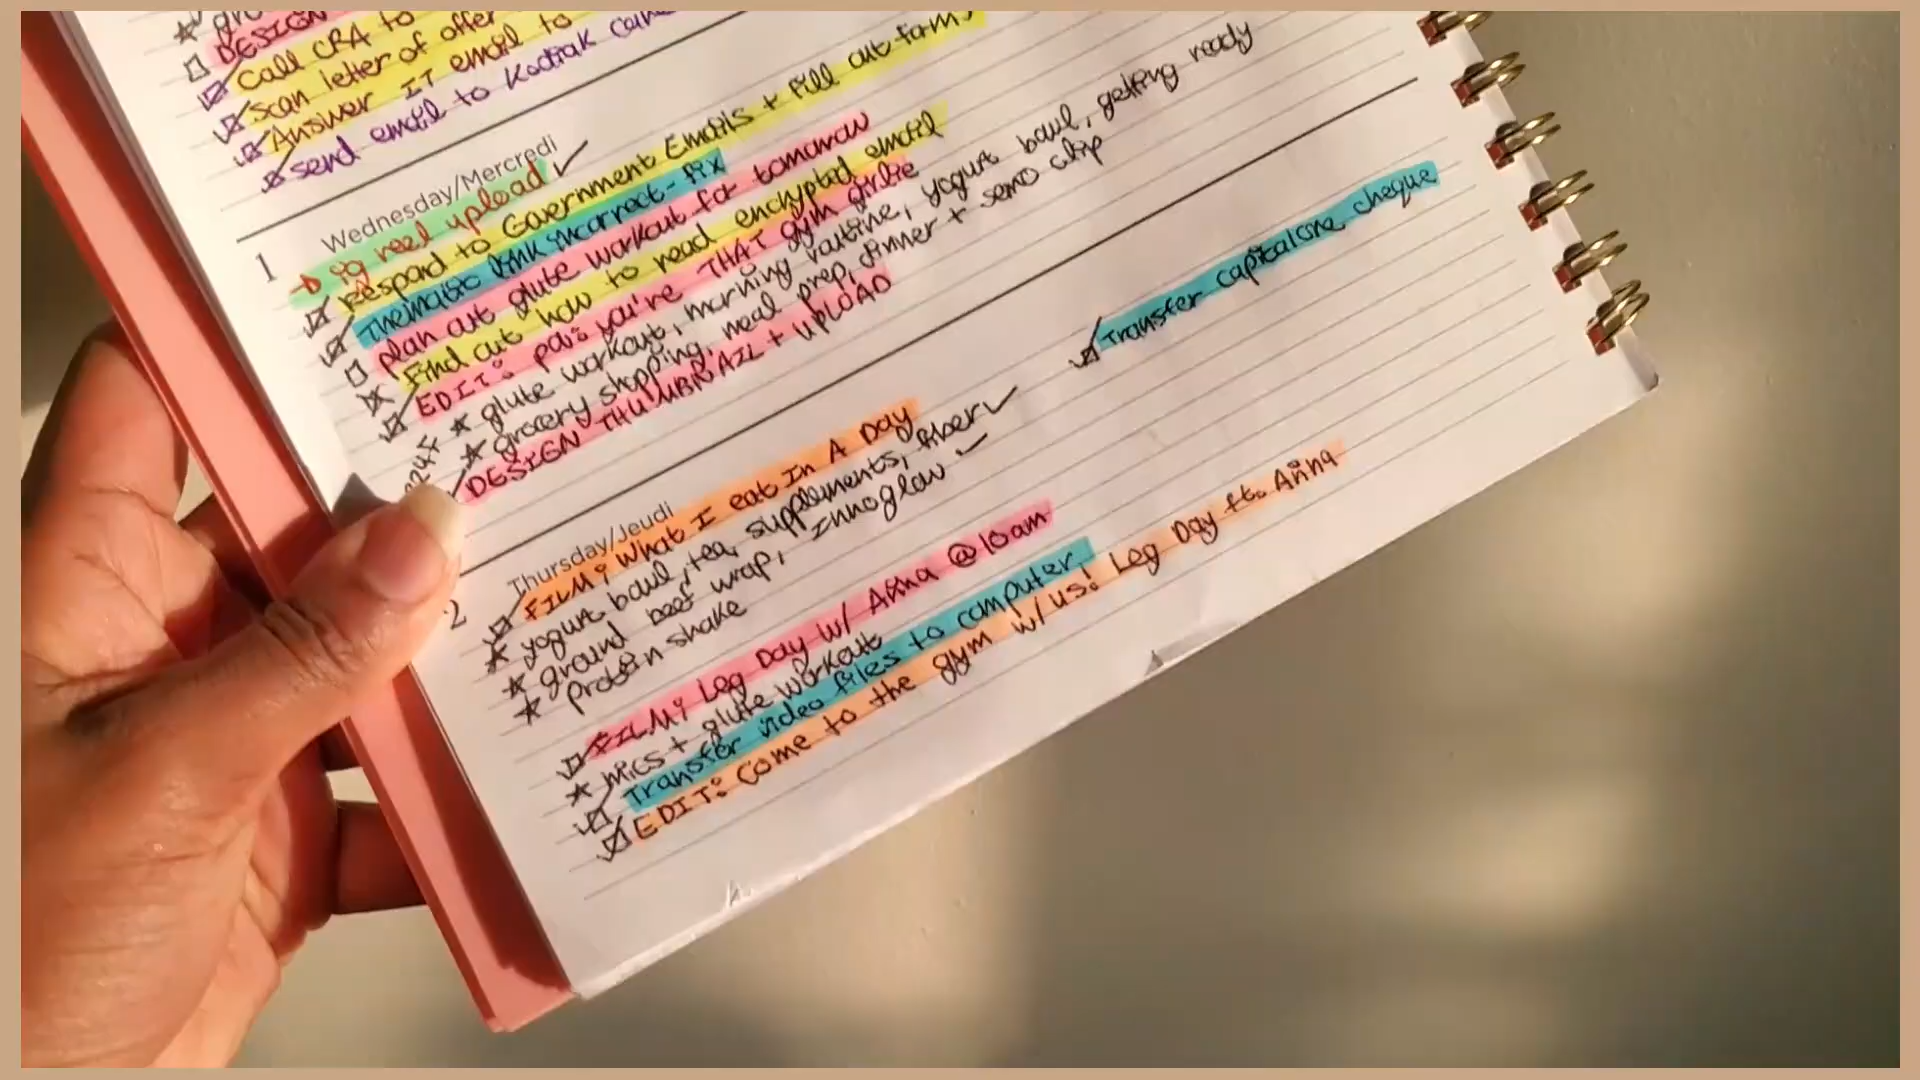 DESIGN
Call CRA to
Scan letter of offer
Answer IT email to
send email to Kodiak
Wednesday/Mercredi
1
ig reel upload
Respond to Government Emails + fill out forms
Thematic link incorrect - fix
plan out glute workout for tomorrow
Find out how to read encrypted email
EDIT: pov: you're THAT gym girlie
glute workout, morning routine, yogurt bowl, getting ready
grocery shopping, meal prep, dinner + semo clip
DESIGN THUMBNAIL + UPLOAD
Transfer capitalone cheque
Thursday/Jeudi
2
FILM: What I eat In A Day
yogurt bowl, tea, supplements, fiber
ground beef wrap, Innoglow
protein shake
FILM: Leg Day w/ Anna @10am
mics + glute workout
Transfer video files to computer
EDIT: Come to the gym w/us! Leg Day ft. Anna